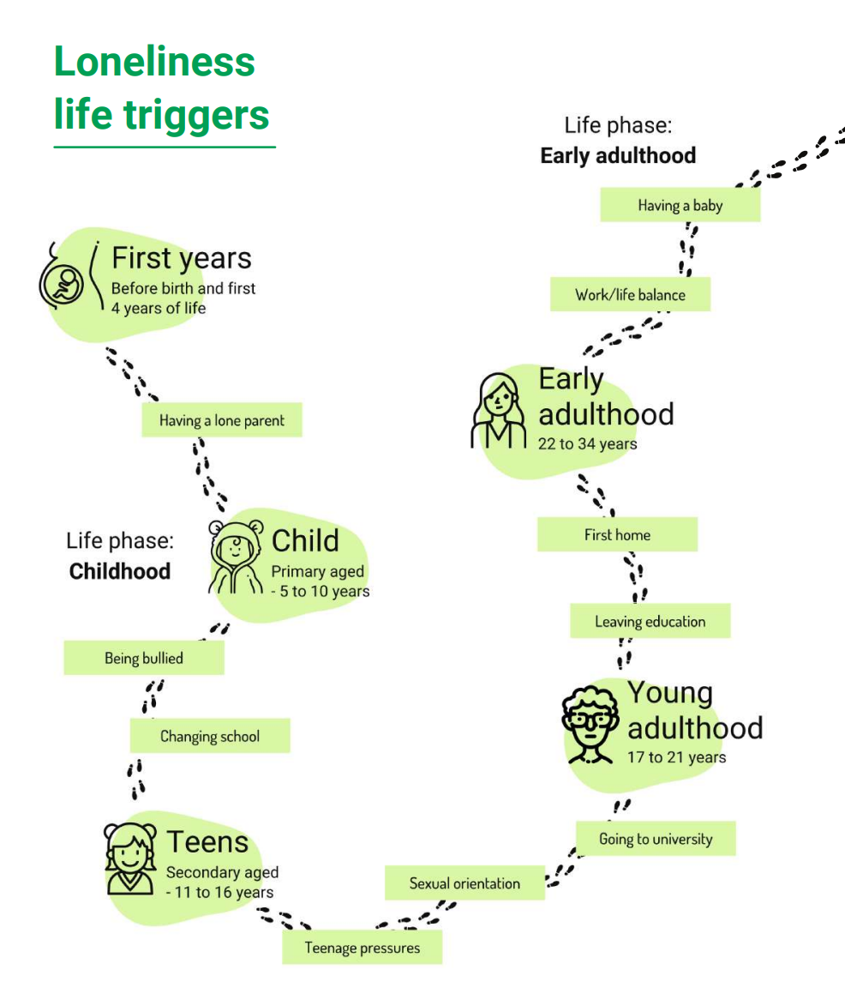 Loneliness
life triggers
First years
Before birth and first
4 years of life
Having a lone parent
Life phase:
Childhood
Child
Primary aged
- 5 to 10 years
Being bullied
Changing school
Teens
Secondary aged
- 11 to 16 years
Teenage pressures
Sexual orientation
Going to university
Young
adulthood
17 to 21 years
Leaving education
First home
Early
adulthood
22 to 34 years
Work/life balance
Having a baby
Life phase:
Early adulthood